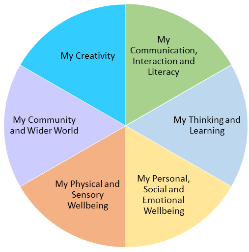 My Creativity
My
Communication,
Interaction and
Literacy
My Thinking and
Learning
My Personal,
Social and
Emotional
Wellbeing
My Physical and
Sensory
Wellbeing
My Community
and Wider World